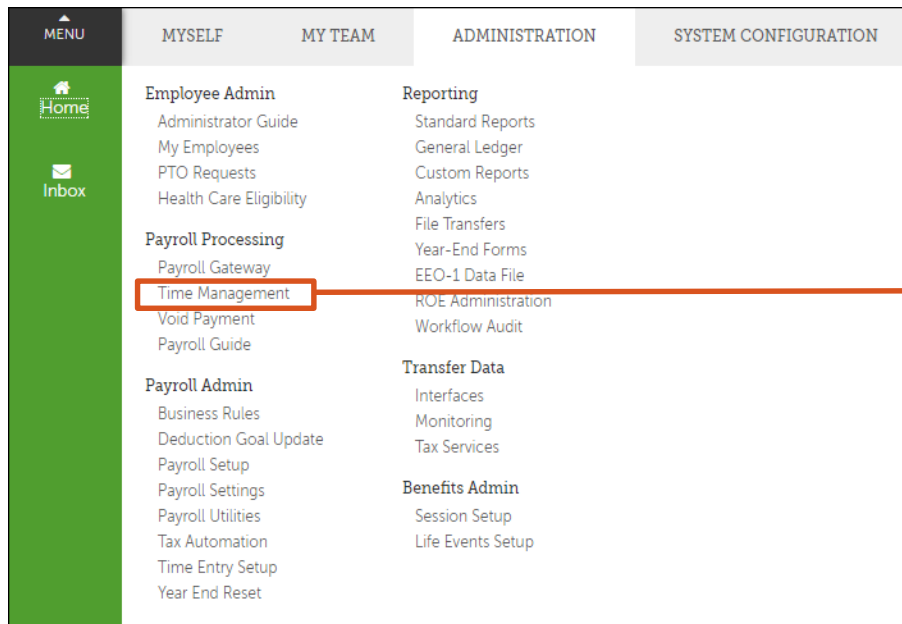 MENU
MYSELF
MY TEAM
ADMINISTRATION
SYSTEM CONFIGURATION
Home
Inbox
Employee Admin
Administrator Guide
My Employees
PTO Requests
Health Care Eligibility
Payroll Processing
Payroll Gateway
Time Management
Void Payment
Payroll Guide
Payroll Admin
Business Rules
Deduction Goal Update
Payroll Setup
Payroll Settings
Payroll Utilities
Tax Automation
Time Entry Setup
Year End Reset
Reporting
Standard Reports
General Ledger
Custom Reports
Analytics
File Transfers
Year-End Forms
EEO-1 Data File
ROE Administration
Workflow Audit
Transfer Data
Interfaces
Monitoring
Tax Services
Benefits Admin
Session Setup
Life Events Setup